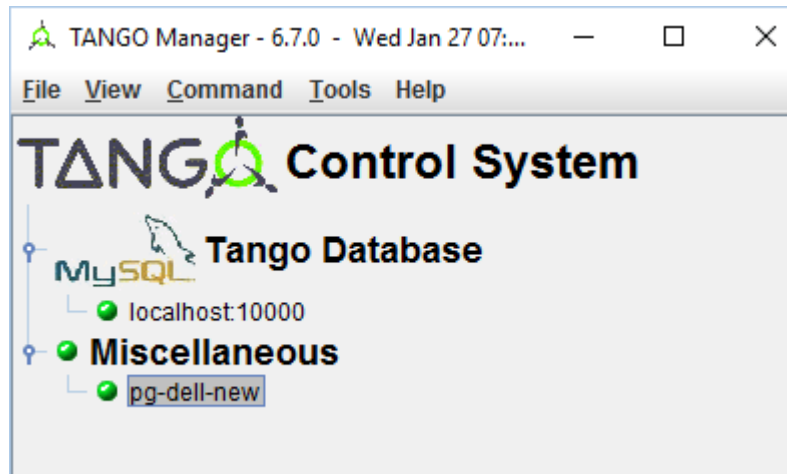 TANGO Manager - 6.7.0 - Wed Jan 27 07:...
File View Command Tools Help
TANGO Control System
MySQL Tango Database
localhost:10000
Miscellaneous
pg-dell-new